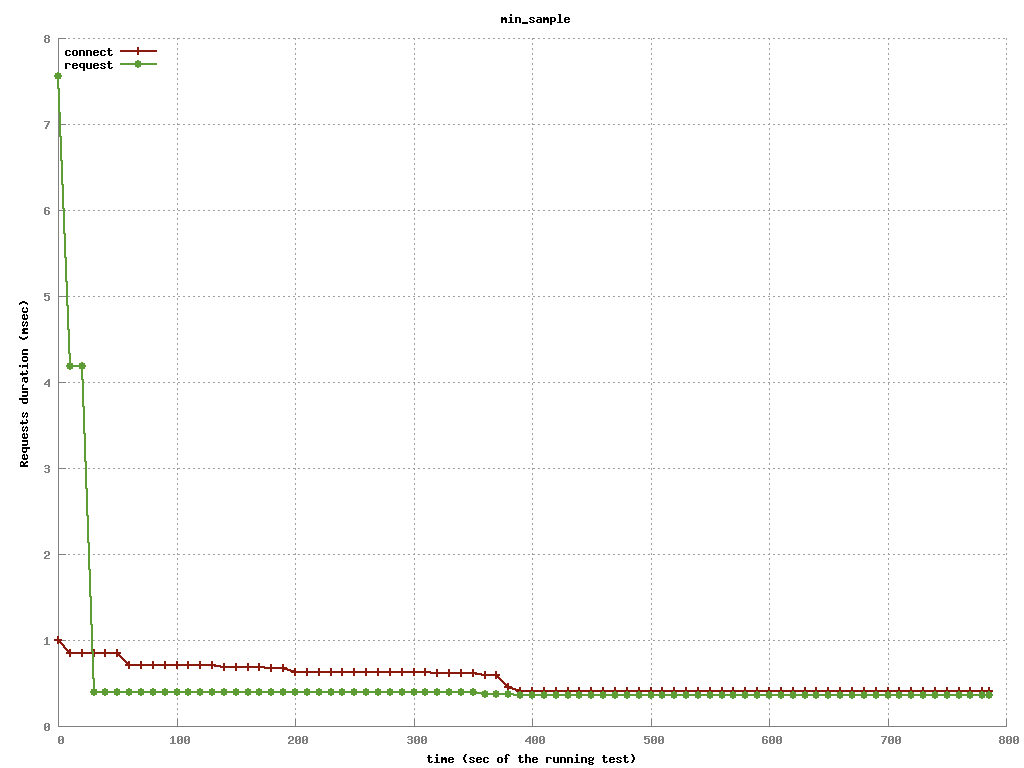 min_sample
connect
request
8
7
6
5
4
3
2
1
0
Requests duration (msec)
0 100 200 300 400 500 600 700 800
time (sec of the running test)